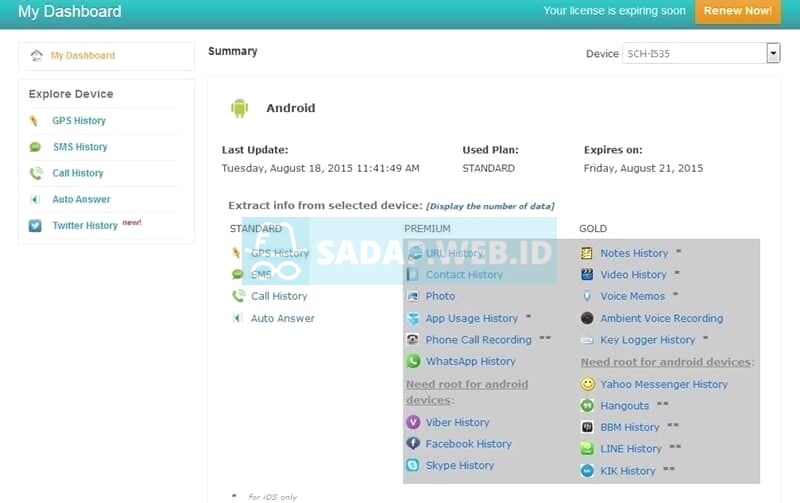 My Dashboard
Your license is expiring soon
Renew Now!
My Dashboard
Summary
Device
SCH-I535
Explore Device
GPS History
SMS History
Call History
Auto Answer
Twitter History new!
Android
Last Update:
Used Plan:
Expires on:
Tuesday, August 18, 2015 11:41:49 AM
STANDARD
Friday, August 21, 2015
Extract info from selected device: [Display the number of data]
STANDARD
GPS History
SMS
Call History
Auto Answer
PREMIUM
URL History
Contact History
Photo
App Usage History *
Phone Call Recording **
WhatsApp History
Need root for android
devices:
Viber History
Facebook History
Skype History
GOLD
Notes History *
Video History *
Voice Memos *
Ambient Voice Recording
Key Logger History *
Need root for android devices:
Yahoo Messenger History
Hangouts **
BBM History **
LINE History **
KIK History **
SADAP.WEB.ID
* for iOS only